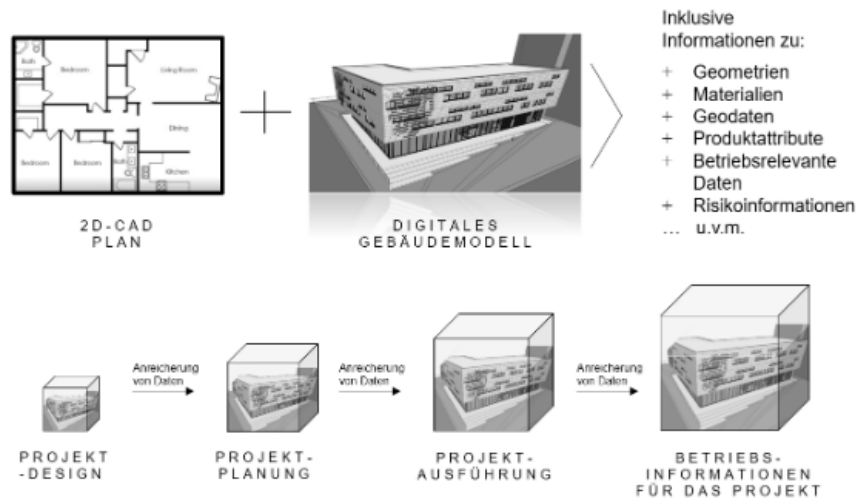 Inklusive
Informationen zu:
+ Geometrien
+ Materialien
+ Geodaten
+ Produktattribute
+ Betriebsrelevante
Daten
+ Risikoinformationen
... u.v.m.
Bath
Bedroom
Living Room
Dining
Bedroom
Bedroom
Bath
Kitchen
2D-CAD
PLAN
DIGITALES
GEBÄUDEMODELL
Anreicherung
von Daten
Anreicherung
von Daten
Anreicherung
von Daten
PROJEKT
-DESIGN
PROJEKT-
PLANUNG
PROJEKT-
AUSFÜHRUNG
BETRIEBS-
INFORMATIONEN
FÜR DAS PROJEKT